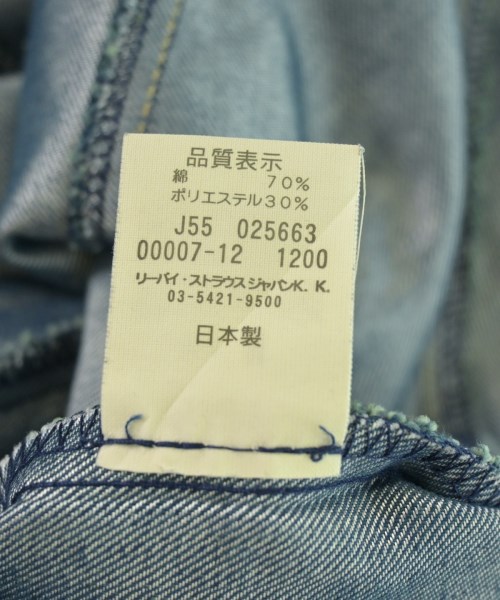 品質表示
綿 70%
ポリエステル30%
J55 025663
00007-12 1200
リーバイ・ストラウスジャパンK. K.
03-5421-9500
日本製